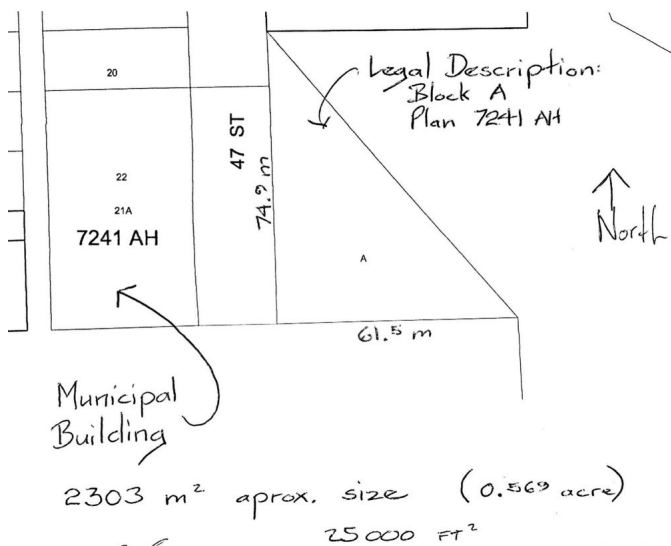 20
Legal Description:
Block A
Plan 7241 AH
47 ST
74.9 m
22
21A
7241 AH
North
A
61.5 m
Municipal
Building
2303 m² aprox. size (0.569 acre)
25000 FT²